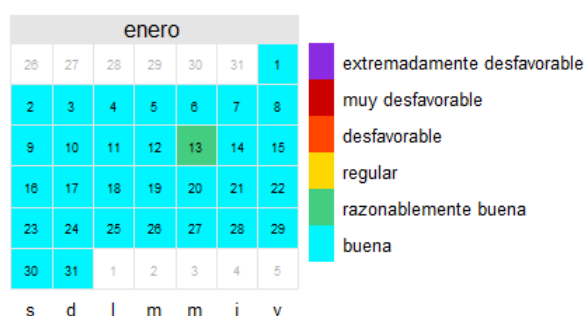 enero
26 27 28 29 30 31 1
2 3 4 5 6 7 8
9 10 11 12 13 14 15
16 17 18 19 20 21 22
23 24 25 26 27 28 29
30 31 1 2 3 4 5
s d l m m j v
extremadamente desfavorable
muy desfavorable
desfavorable
regular
razonablemente buena
buena